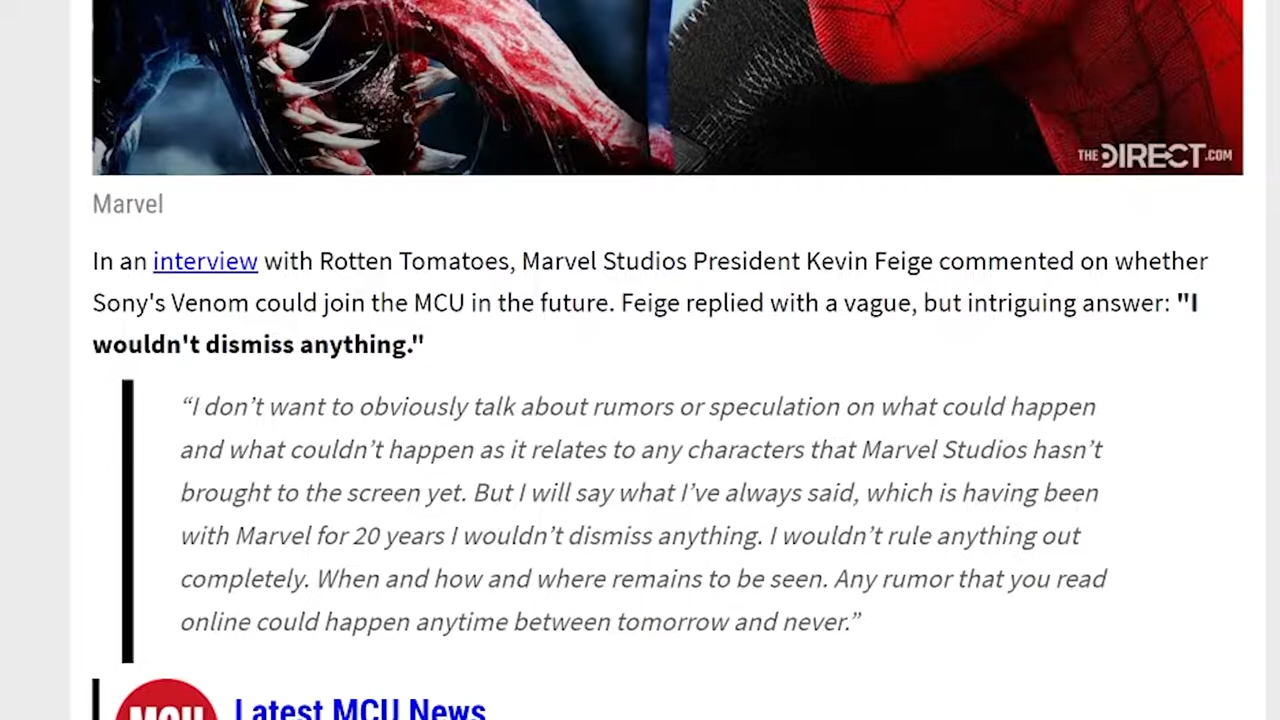 THE DIRECT.COM
Marvel
In an interview with Rotten Tomatoes, Marvel Studios President Kevin Feige commented on whether
Sony's Venom could join the MCU in the future. Feige replied with a vague, but intriguing answer: "I
wouldn't dismiss anything."
“I don’t want to obviously talk about rumors or speculation on what could happen
and what couldn’t happen as it relates to any characters that Marvel Studios hasn’t
brought to the screen yet. But I will say what I’ve always said, which is having been
with Marvel for 20 years I wouldn’t dismiss anything. I wouldn’t rule anything out
completely. When and how and where remains to be seen. Any rumor that you read
online could happen anytime between tomorrow and never.”
MCU Latest MCU News